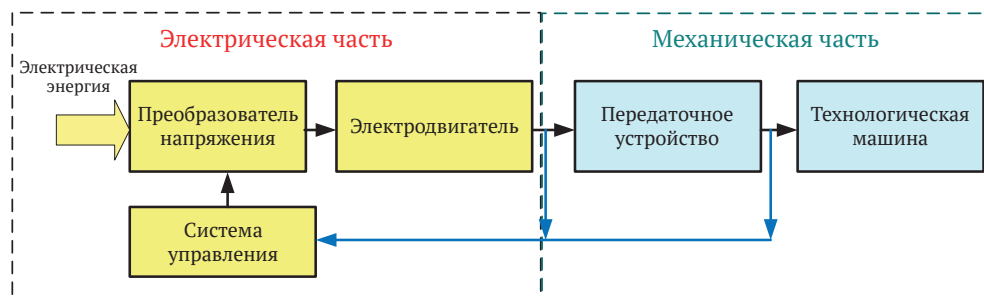 Электрическая часть
Механическая часть
Электрическая
энергия
Преобразователь
напряжения
Электродвигатель
Передаточное
устройство
Технологическая
машина
Система
управления